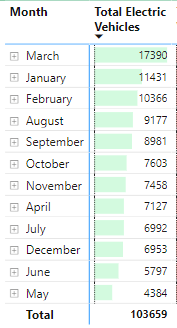 Month Total Electric
Vehicles
March 17390
January 11431
February 10366
August 9177
September 8981
October 7603
November 7458
April 7127
July 6992
December 6953
June 5797
May 4384
Total 103659